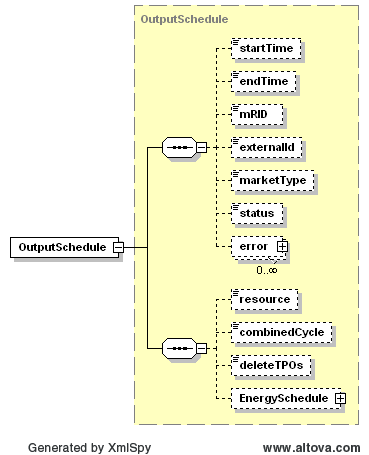 OutputSchedule
startTime
endTime
mRID
externalId
marketType
status
error
0..∞
OutputSchedule
resource
combinedCycle
deleteTPOs
EnergySchedule
Generated by XmlSpy
www.altova.com